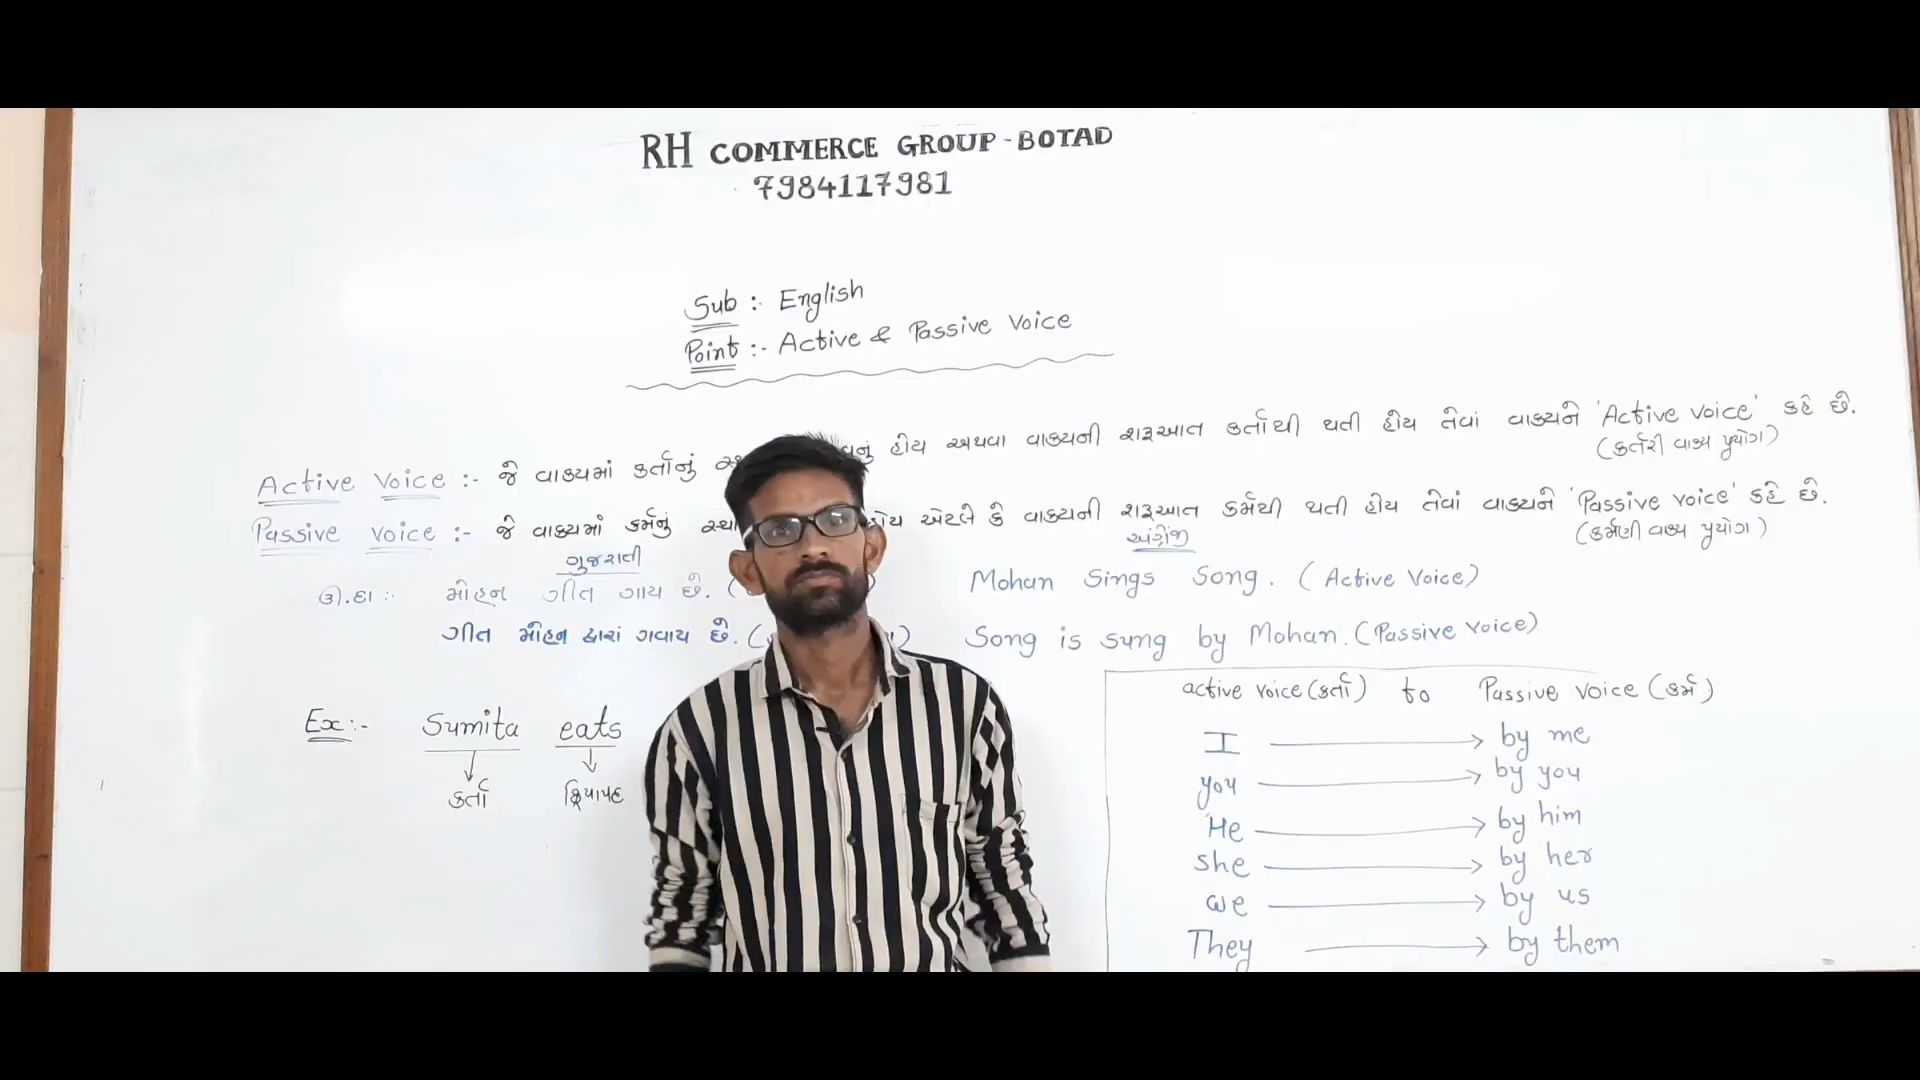 RH COMMERCE GROUP - BOTAD
7984117981
Sub :- English
Point :- Active & Passive Voice
Active Voice :- જે વાક્યમાં કર્તાનું હોય અથવા વાક્યની શરૂઆત કર્તાથી થતી હોય તેવાં વાક્યને 'Active voice' કહે છે.
(કર્તરી વાક્ય પ્રયોગ)
Passive voice :- જે વાક્યમાં કર્મનું હોય એટલે કે વાક્યની શરૂઆત કર્મથી થતી હોય તેવાં વાક્યને 'Passive voice' કહે છે.
ગુજરાતી અંગ્રેજી (કર્મણી વાક્ય પ્રયોગ)
ઉ.દા :- મોહન ગીત ગાય છે. ( Mohan Sings Song. (Active Voice)
ગીત મોહન દ્વારાં ગવાય છે. ( ) Song is sung by Mohan. (Passive voice)
active voice (કર્તા) to Passive voice (કર્મ)
Ex :- Sumita eats
કર્તા ક્રિયાપદ
I → by me
you → by you
He → by him
she → by her
we → by us
They → by them